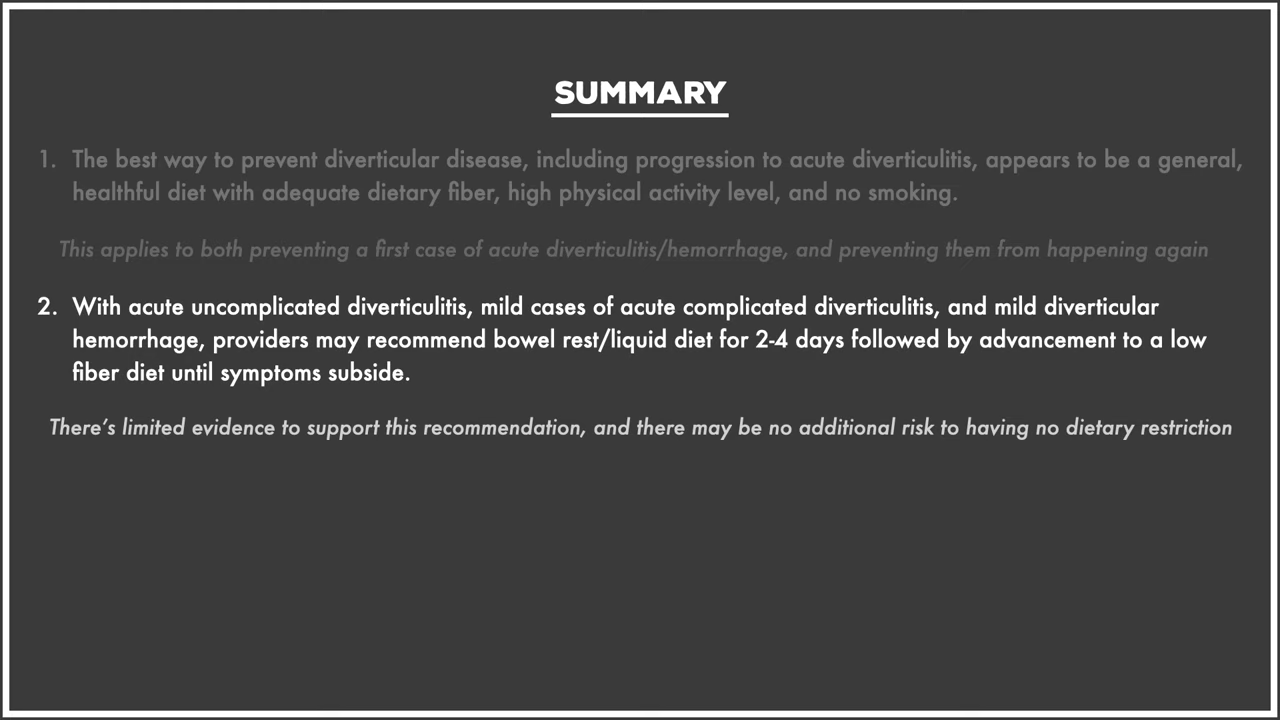 SUMMARY
1. The best way to prevent diverticular disease, including progression to acute diverticulitis, appears to be a general,
healthful diet with adequate dietary fiber, high physical activity level, and no smoking.
This applies to both preventing a first case of acute diverticulitis/hemorrhage, and preventing them from happening again
2. With acute uncomplicated diverticulitis, mild cases of acute complicated diverticulitis, and mild diverticular
hemorrhage, providers may recommend bowel rest/liquid diet for 2-4 days followed by advancement to a low
fiber diet until symptoms subside.
There's limited evidence to support this recommendation, and there may be no additional risk to having no dietary restriction